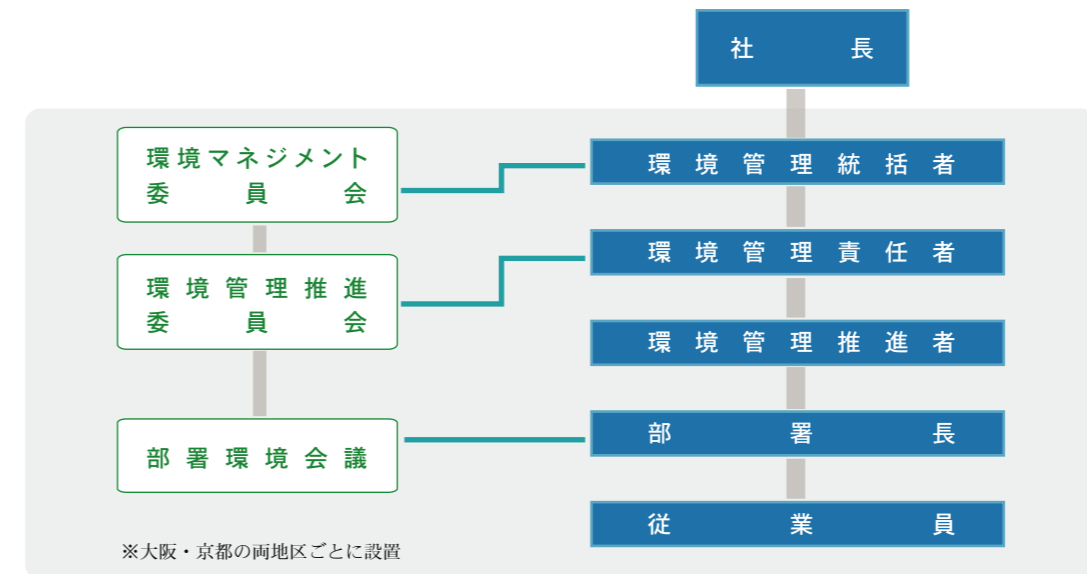 社長
環境マネジメント
委員会
環境管理統括者
環境管理推進
委員会
環境管理責任者
環境管理推進者
部署環境会議
部署長
従業員
※大阪・京都の両地区ごとに設置